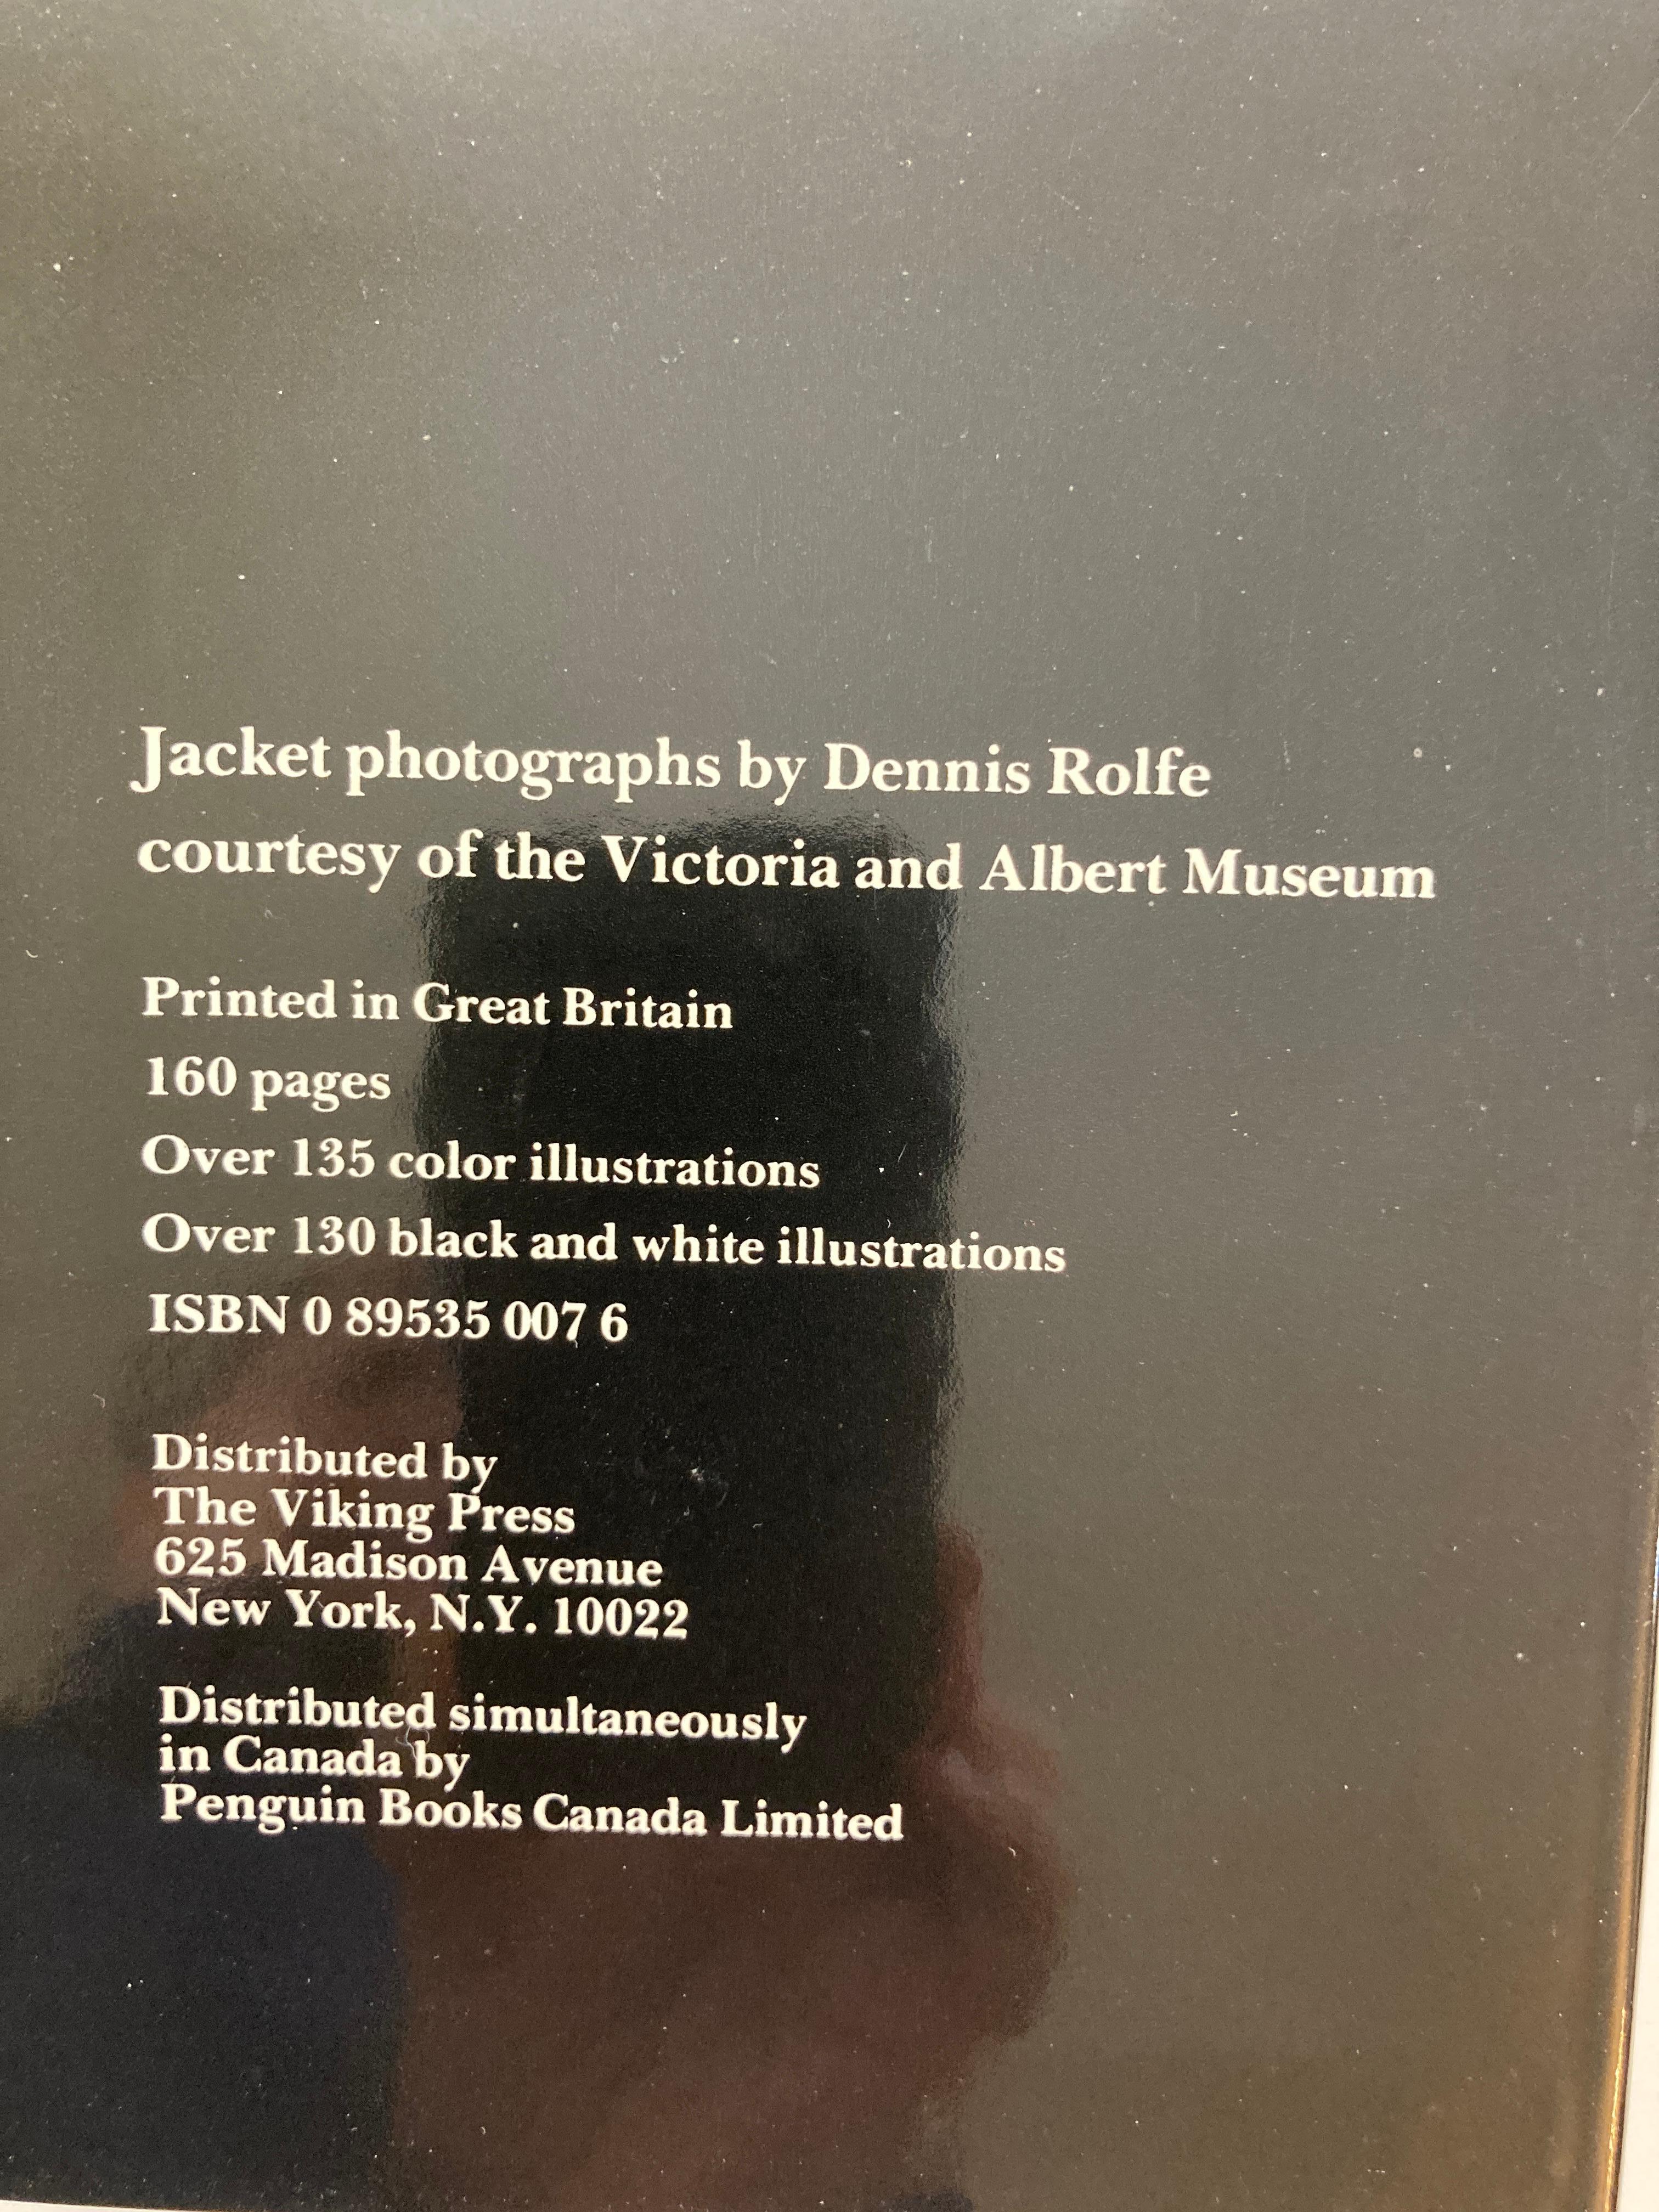 Jacket photographs by Dennis Rolfe
courtesy of the Victoria and Albert Museum
Printed in Great Britain
160 pages
Over 135 color illustrations
Over 130 black and white illustrations
ISBN 0 89535 007 6
Distributed by
The Viking Press
625 Madison Avenue
New York, N.Y. 10022
Distributed simultaneously
in Canada by
Penguin Books Canada Limited